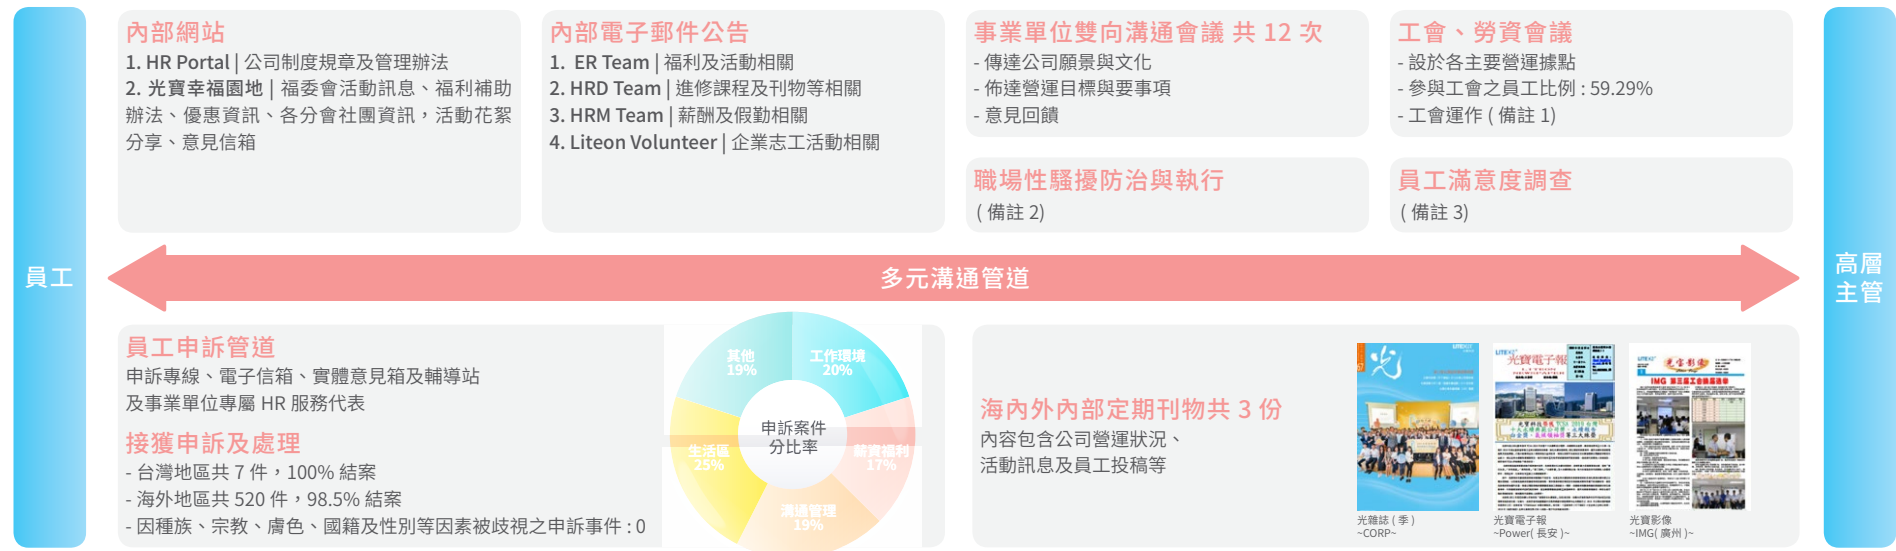 員工
內部網站
1. HR Portal | 公司制度規章及管理辦法
2. 光寶幸福園地 | 福委會活動訊息、福利補助
辦法、優惠資訊、各分會社團資訊，活動花絮
分享、意見信箱
內部電子郵件公告
1. ER Team | 福利及活動相關
2. HRD Team | 進修課程及刊物等相關
3. HRM Team | 薪酬及假勤相關
4. Liteon Volunteer | 企業志工活動相關
事業單位雙向溝通會議 共 12 次
- 傳達公司願景與文化
- 佈達營運目標與要事項
- 意見回饋
工會、勞資會議
- 設於各主要營運據點
- 參與工會之員工比例 : 59.29%
- 工會運作 ( 備註 1)
職場性騷擾防治與執行
( 備註 2)
員工滿意度調查
( 備註 3)
多元溝通管道
高層
主管
員工申訴管道
申訴專線、電子信箱、實體意見箱及輔導站
及事業單位專屬 HR 服務代表
接獲申訴及處理
- 台灣地區共 7 件，100% 結案
- 海外地區共 520 件，98.5% 結案
- 因種族、宗教、膚色、國籍及性別等因素被歧視之申訴事件 : 0
其他
19%
工作環境
20%
申訴案件
分比率
生活區
25%
薪資福利
17%
溝通管理
19%
海內外內部定期刊物共 3 份
內容包含公司營運狀況、
活動訊息及員工投稿等
光
光寶電子報
光寶影像
IMG 第三屆工會換屆選舉
光雜誌 ( 季 )
~CORP~
光寶電子報
~Power( 長安 )~
光寶影像
~IMG( 廣州 )~